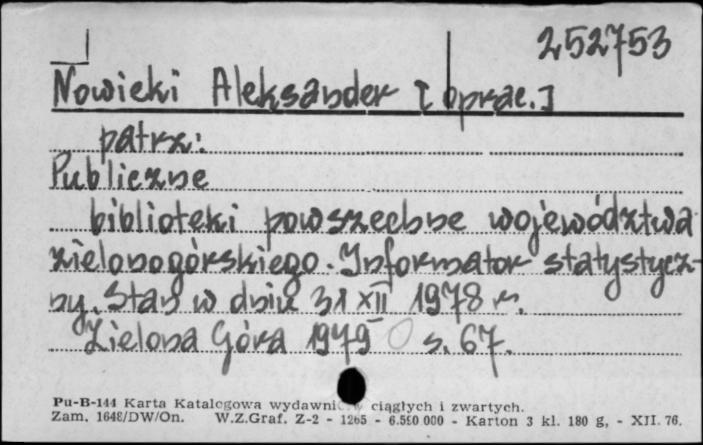 252753
Nowicki Aleksander [oprac.]
patrz:
Publiczne
biblioteki powszechne województwa
zielonogórskiego. Informator statystycz-
ny. Stan w dniu 31 XII 1978 r.
Zielona Góra 1979 s. 67.
Pu-B-144 Karta Katalogowa wydawnic ciągłych i zwartych.
Zam. 1648/DW/On. W.Z.Graf. Z-2 - 1265 - 6.590 000 - Karton 3 kl. 180 g, - XII. 76.